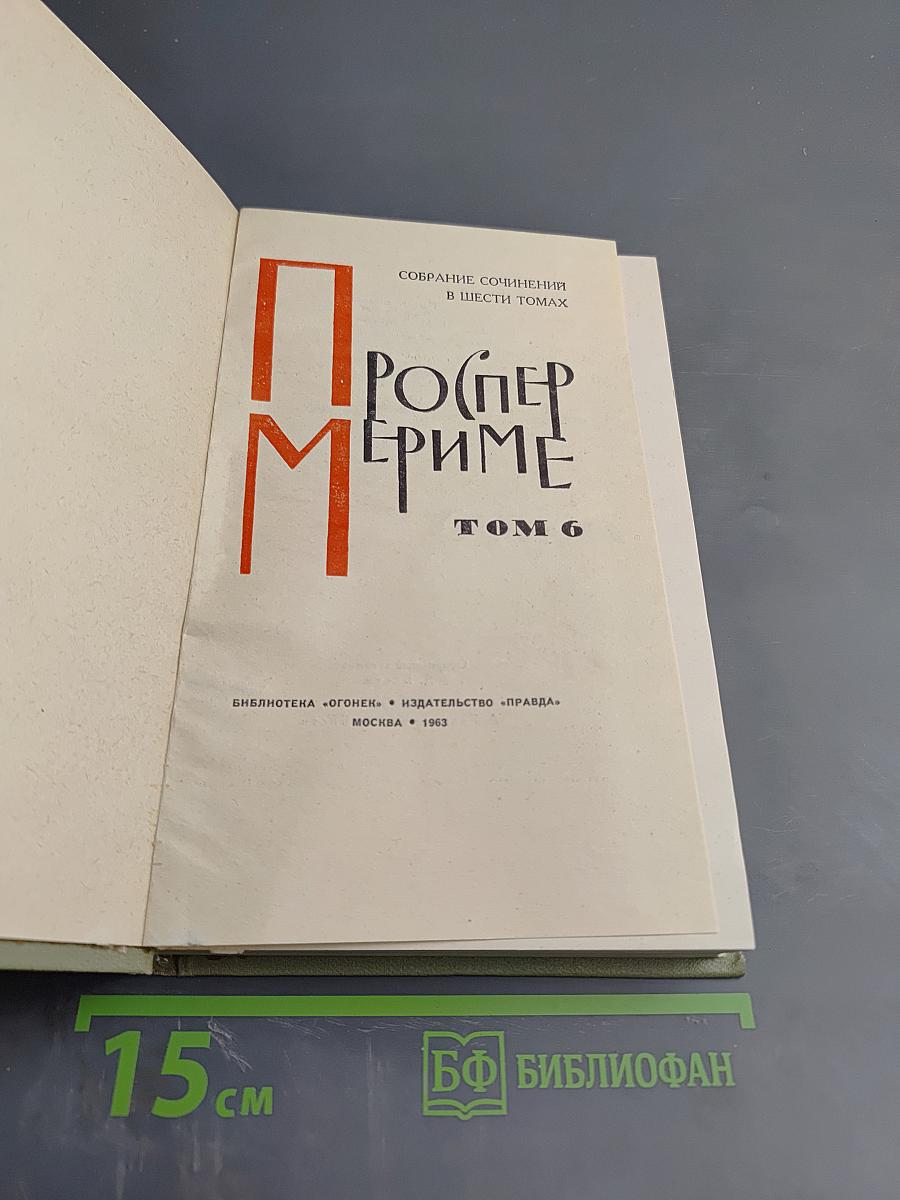 СОБРАНИЕ СОЧИНЕНИЙ
В ШЕСТИ ТОМАХ
ПРОСПЕР
МЕРИМЕ
ТОМ 6
БИБЛИОТЕКА «ОГОНЕК» • ИЗДАТЕЛЬСТВО «ПРАВДА»
МОСКВА • 1963
15 см
БФ БИБЛИОФАН